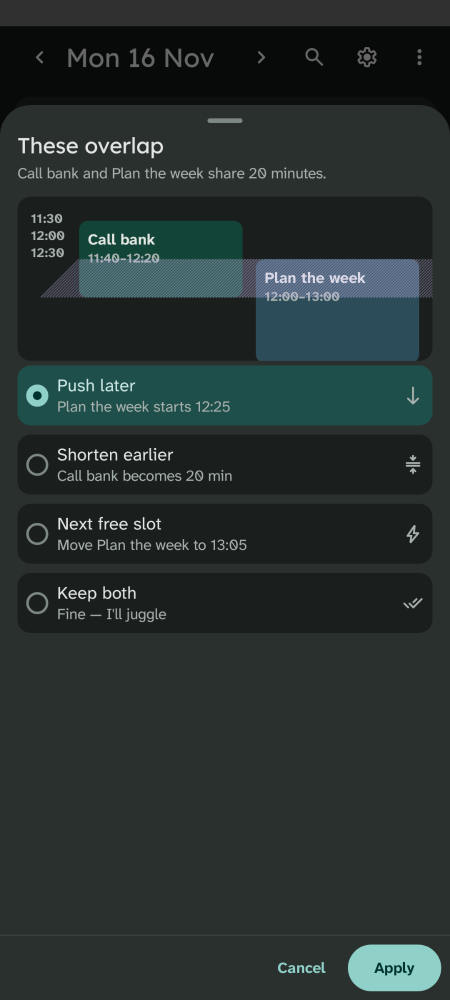 Mon 16 Nov
These overlap
Call bank and Plan the week share 20 minutes.
11:30
12:00
12:30
Call bank
11:40–12:20
Plan the week
12:00–13:00
Push later
Plan the week starts 12:25
Shorten earlier
Call bank becomes 20 min
Next free slot
Move Plan the week to 13:05
Keep both
Fine — I'll juggle
Cancel
Apply